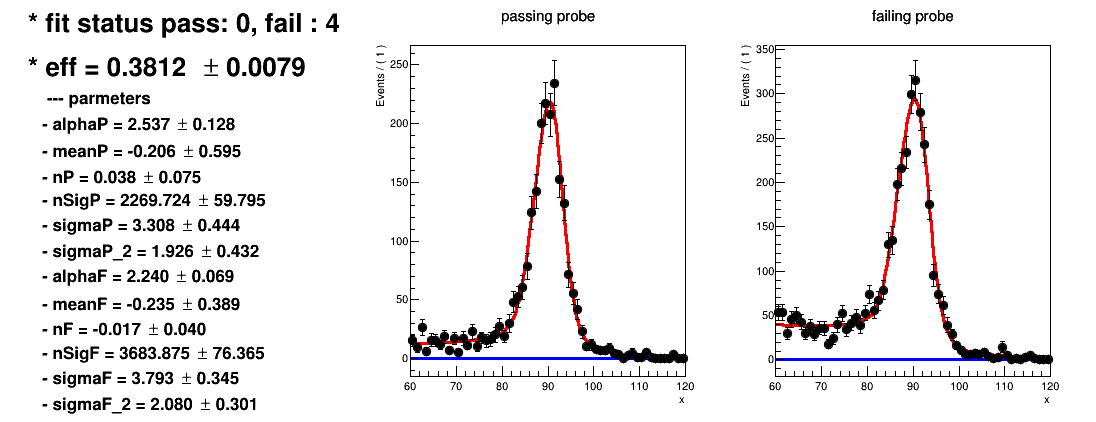 * fit status pass: 0, fail : 4
* eff = 0.3812 ± 0.0079
--- parmeters
- alphaP = 2.537 ± 0.128
- meanP = -0.206 ± 0.595
- nP = 0.038 ± 0.075
- nSigP = 2269.724 ± 59.795
- sigmaP = 3.308 ± 0.444
- sigmaP_2 = 1.926 ± 0.432
- alphaF = 2.240 ± 0.069
- meanF = -0.235 ± 0.389
- nF = -0.017 ± 0.040
- nSigF = 3683.875 ± 76.365
- sigmaF = 3.793 ± 0.345
- sigmaF_2 = 2.080 ± 0.301
passing probe
Events / ( 1 )
250
200
150
100
50
0
60 70 80 90 100 110 120
x
failing probe
Events / ( 1 )
350
300
250
200
150
100
50
0
60 70 80 90 100 110 120
x